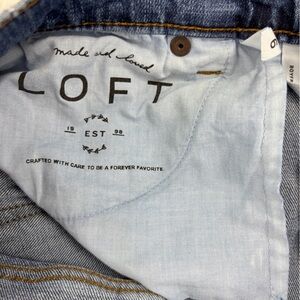 made and loved
LOFT
19 EST 98
CRAFTED WITH CARE TO BE A FOREVER FAVORITE.